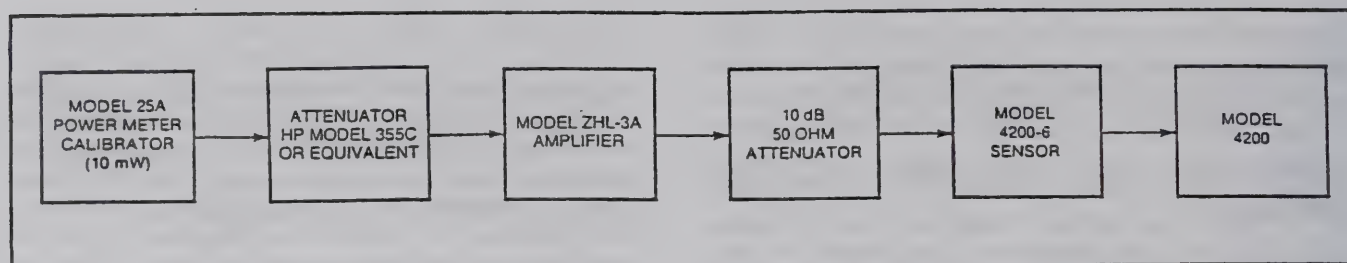 MODEL 25A
POWER METER
CALIBRATOR
(10 mW)
ATTENUATOR
HP MODEL 355C
OR EQUIVALENT
MODEL ZHL-3A
AMPLIFIER
10 dB
50 OHM
ATTENUATOR
MODEL
4200-6
SENSOR
MODEL
4200